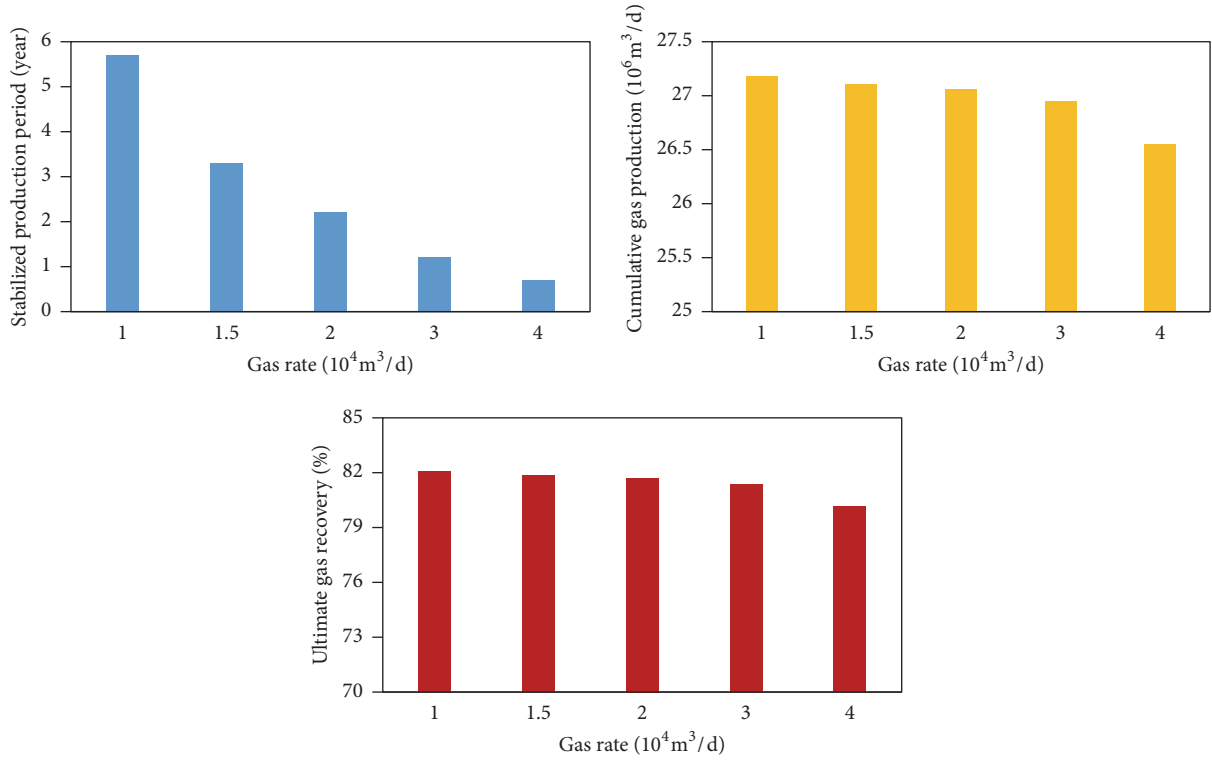 Stabilized production period (year)
6
5
4
3
2
1
0
1 1.5 2 3 4
Gas rate (10⁴m³/d)
Cumulative gas production (10⁶m³/d)
27.5
27
26.5
26
25.5
25
1 1.5 2 3 4
Gas rate (10⁴m³/d)
Ultimate gas recovery (%)
85
82
79
76
73
70
1 1.5 2 3 4
Gas rate (10⁴m³/d)